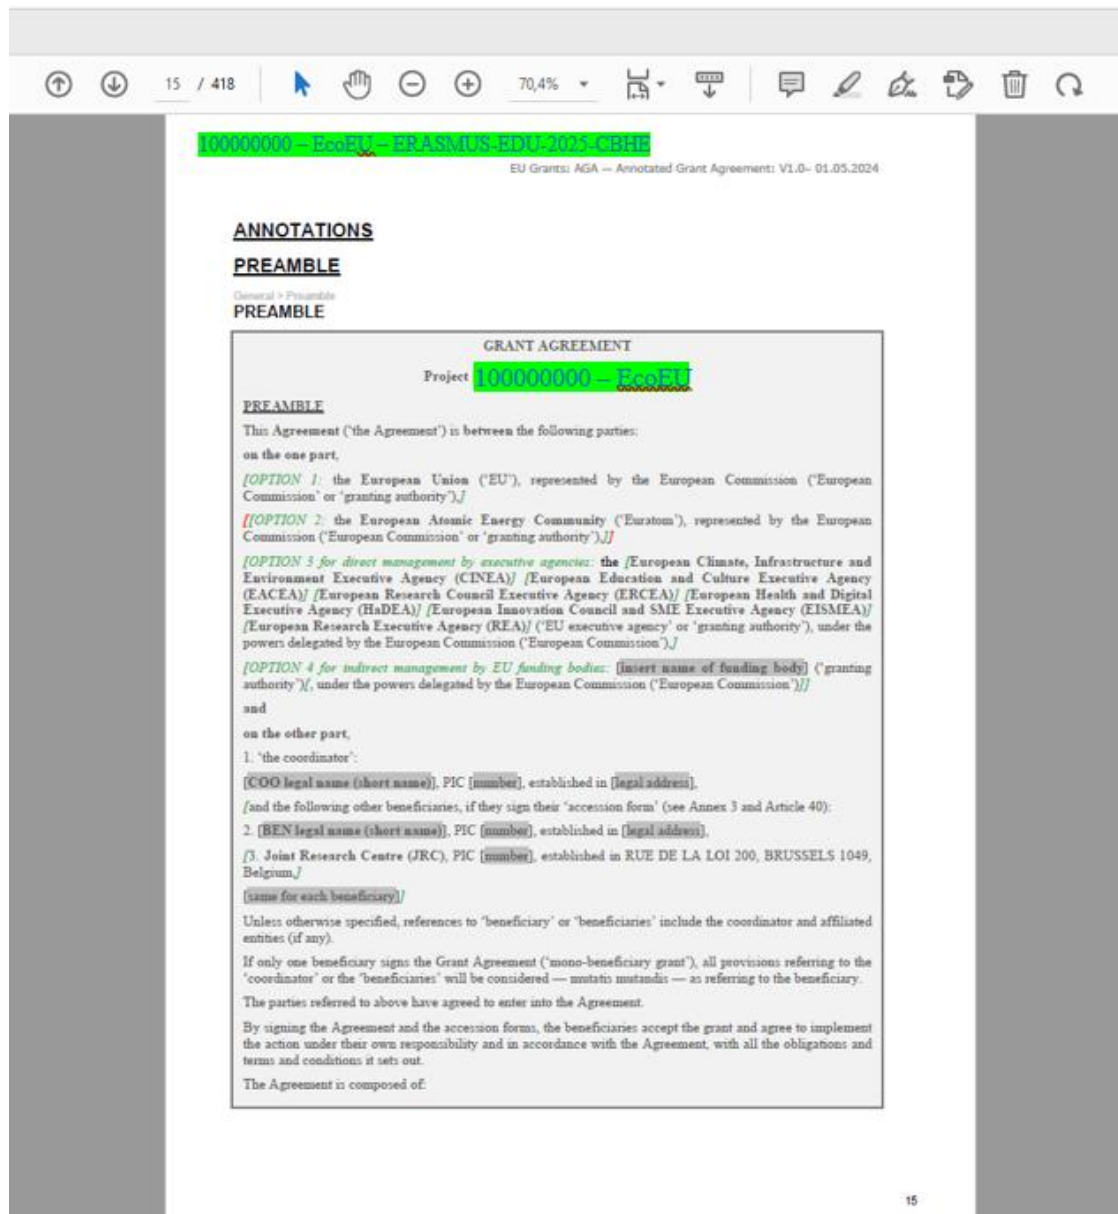 15 / 418
70,4%
100000000 – EcoEU – ERASMUS-EDU-2025-CBHE
EU Grants: AGA — Annotated Grant Agreement: V1.0– 01.05.2024
ANNOTATIONS
PREAMBLE
General > Preamble
PREAMBLE
GRANT AGREEMENT
Project 100000000 – EcoEU
PREAMBLE
This Agreement (‘the Agreement’) is between the following parties:
on the one part,
[OPTION 1: the European Union (‘EU’), represented by the European Commission (‘European
Commission’ or ‘granting authority’),]
[[OPTION 2: the European Atomic Energy Community (‘Euratom’), represented by the European
Commission (‘European Commission’ or ‘granting authority’),]]
[OPTION 3 for direct management by executive agencies: the [European Climate, Infrastructure and
Environment Executive Agency (CINEA)] [European Education and Culture Executive Agency
(EACEA)] [European Research Council Executive Agency (ERCEA)] [European Health and Digital
Executive Agency (HaDEA)] [European Innovation Council and SME Executive Agency (EISMEA)]
[European Research Executive Agency (REA)] (‘EU executive agency’ or ‘granting authority’), under the
powers delegated by the European Commission (‘European Commission’),]
[OPTION 4 for indirect management by EU funding bodies: [insert name of funding body] (‘granting
authority’)[, under the powers delegated by the European Commission (‘European Commission’)]]
and
on the other part,
1. ‘the coordinator’:
[COO legal name (short name)], PIC [number], established in [legal address],
[and the following other beneficiaries, if they sign their ‘accession form’ (see Annex 3 and Article 40):
2. [BEN legal name (short name)], PIC [number], established in [legal address],
[3. Joint Research Centre (JRC), PIC [number], established in RUE DE LA LOI 200, BRUSSELS 1049,
Belgium,]
[same for each beneficiary]]
Unless otherwise specified, references to ‘beneficiary’ or ‘beneficiaries’ include the coordinator and affiliated
entities (if any).
If only one beneficiary signs the Grant Agreement (‘mono-beneficiary grant’), all provisions referring to the
‘coordinator’ or the ‘beneficiaries’ will be considered — mutatis mutandis — as referring to the beneficiary.
The parties referred to above have agreed to enter into the Agreement.
By signing the Agreement and the accession forms, the beneficiaries accept the grant and agree to implement
the action under their own responsibility and in accordance with the Agreement, with all the obligations and
terms and conditions it sets out.
The Agreement is composed of:
15